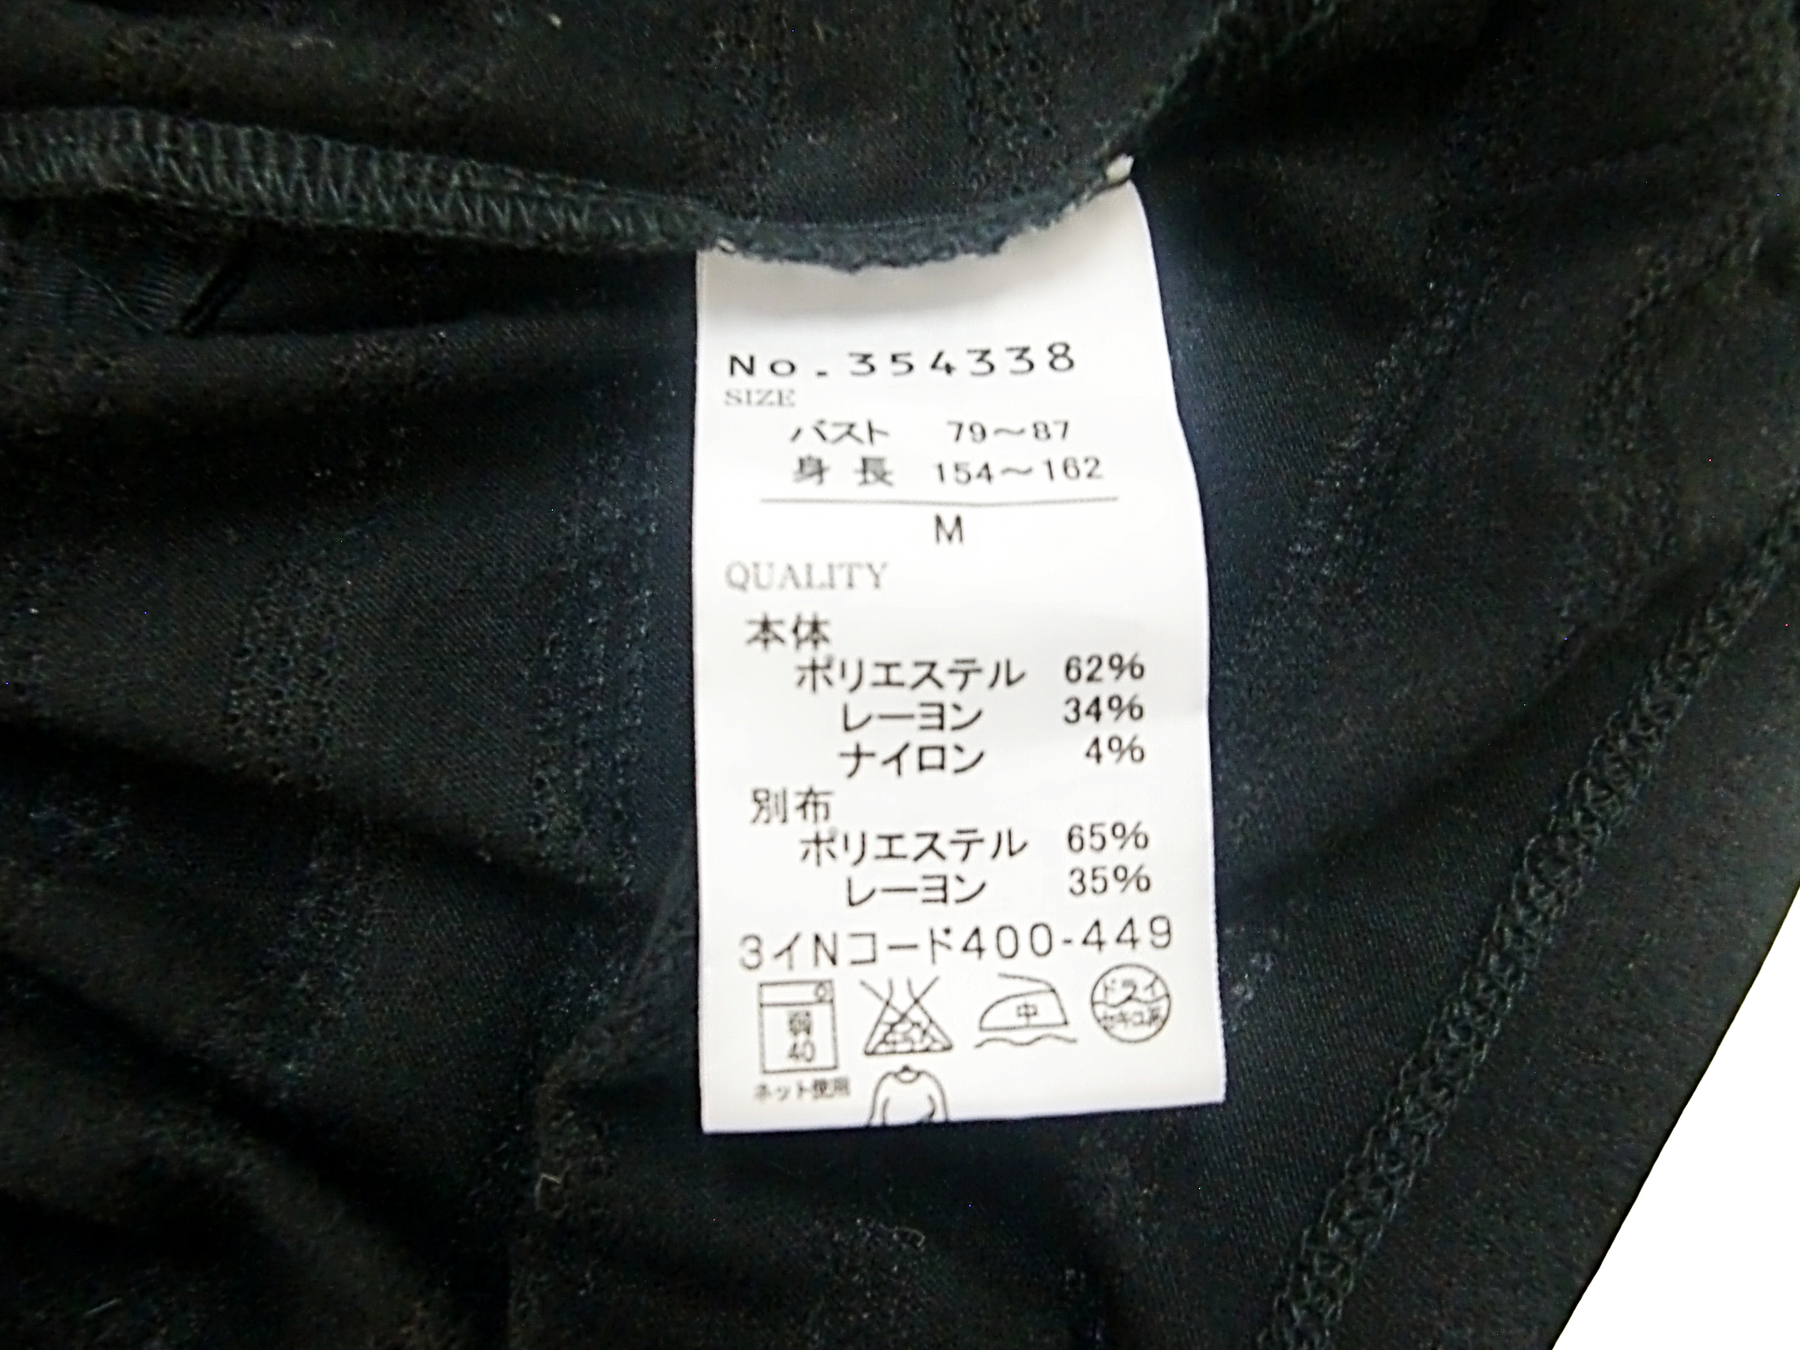 No.354338
SIZE
バスト 79～87
身長 154～162
M
QUALITY
本体
ポリエステル 62%
レーヨン 34%
ナイロン 4%
別布
ポリエステル 65%
レーヨン 35%
3イNコード400-449
弱
40
中
ドライ
セキユ系
ネット使用